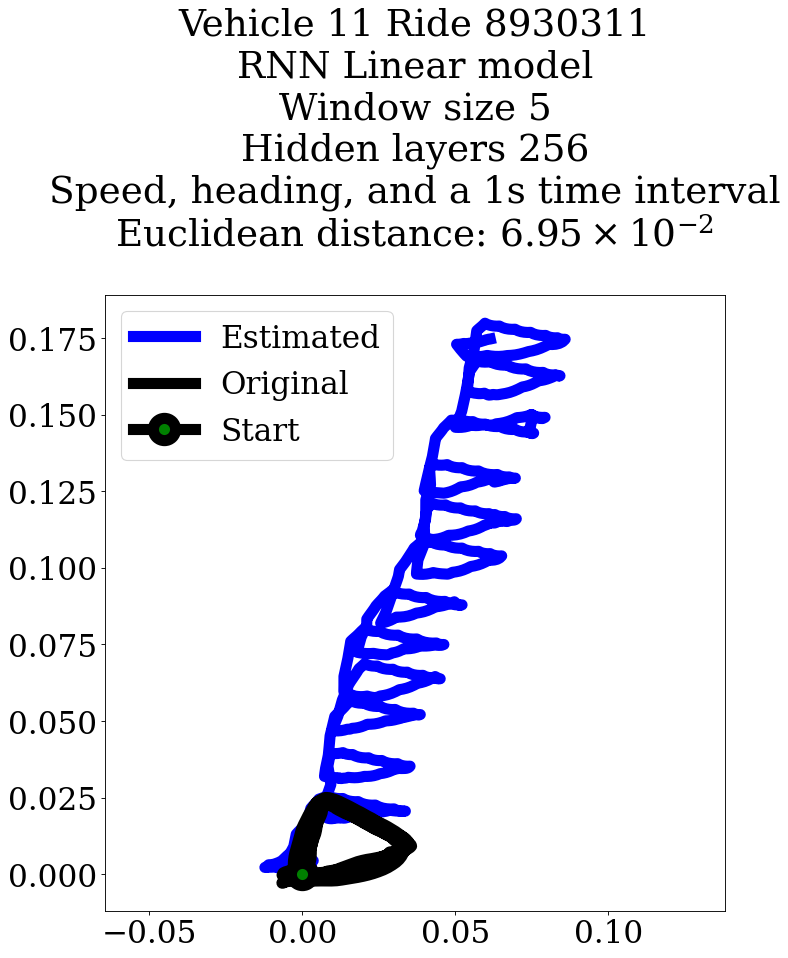 Vehicle 11 Ride 8930311
RNN Linear model
Window size 5
Hidden layers 256
Speed, heading, and a 1s time interval
Euclidean distance: 6.95 × 10⁻²
Estimated
Original
Start
0.175
0.150
0.125
0.100
0.075
0.050
0.025
0.000
−0.05 0.00 0.05 0.10